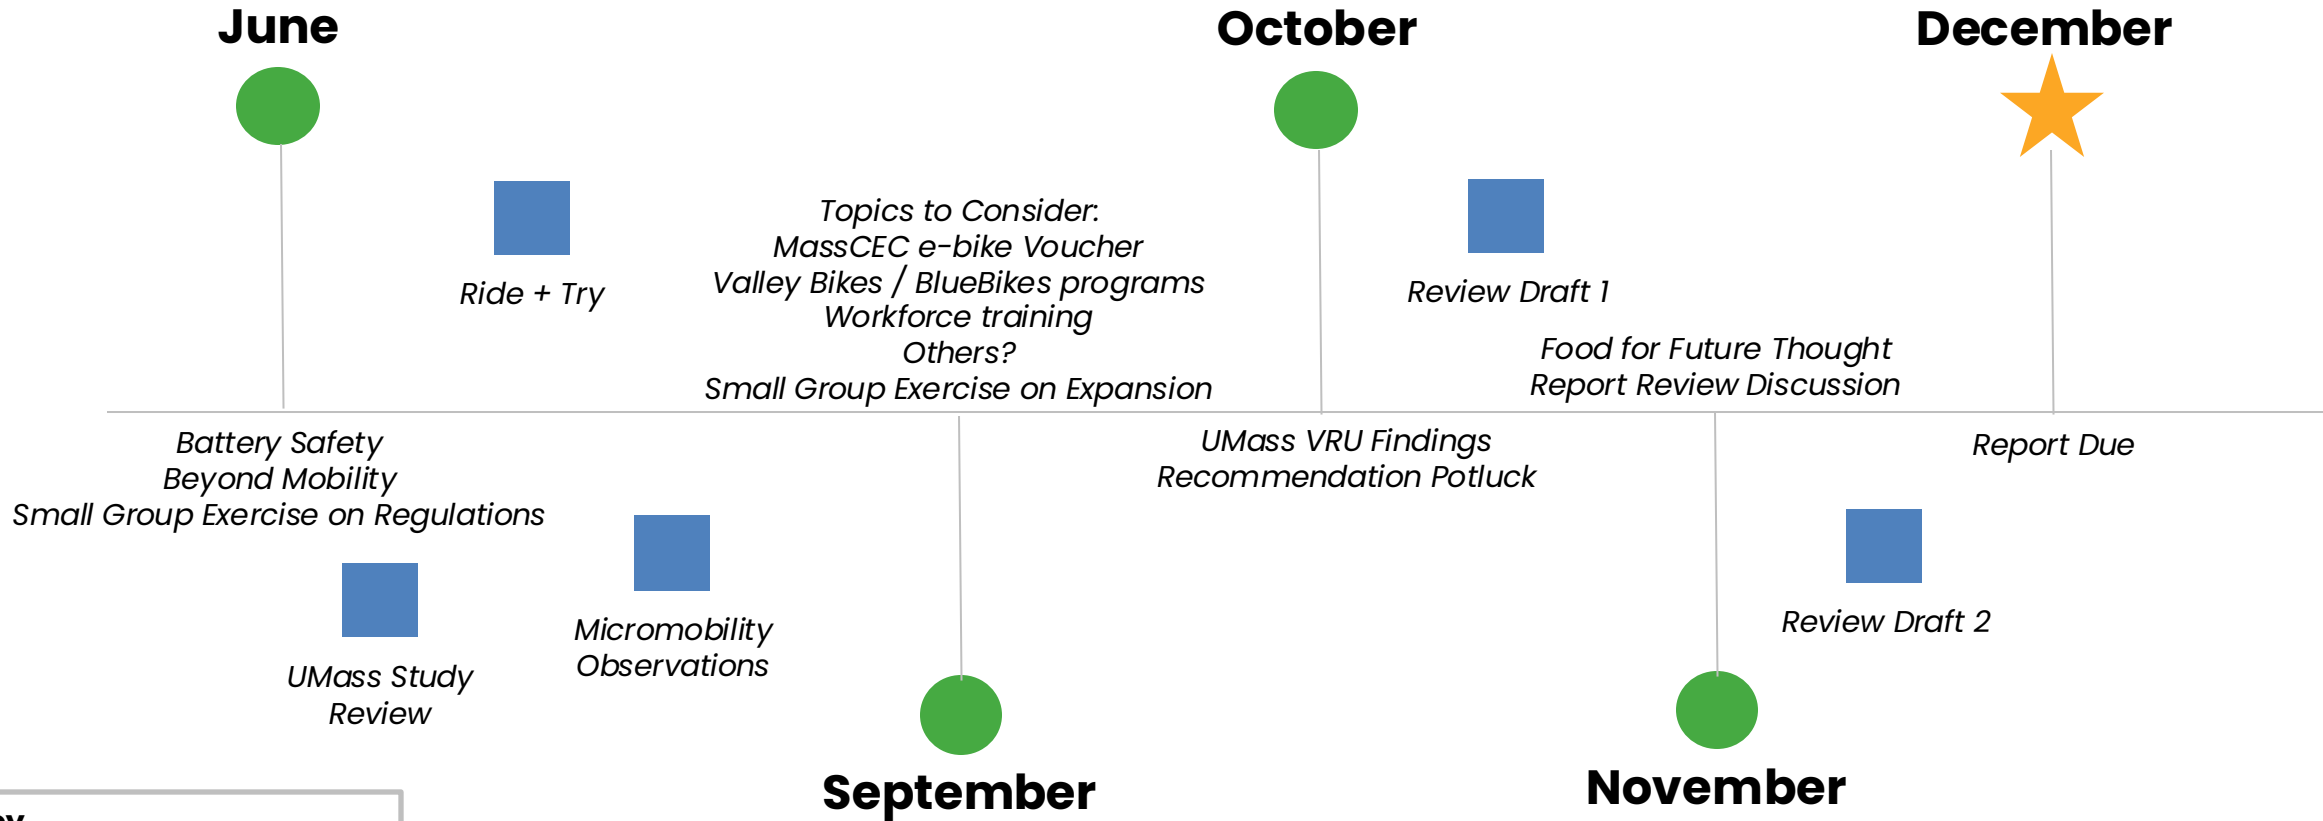 June
October
December
Ride + Try
Topics to Consider:
MassCEC e-bike Voucher
Valley Bikes / BlueBikes programs
Workforce training
Others?
Small Group Exercise on Expansion
Review Draft 1
Food for Future Thought
Report Review Discussion
Battery Safety
Beyond Mobility
Small Group Exercise on Regulations
UMass VRU Findings
Recommendation Potluck
Report Due
UMass Study
Review
Micromobility
Observations
Review Draft 2
September
November